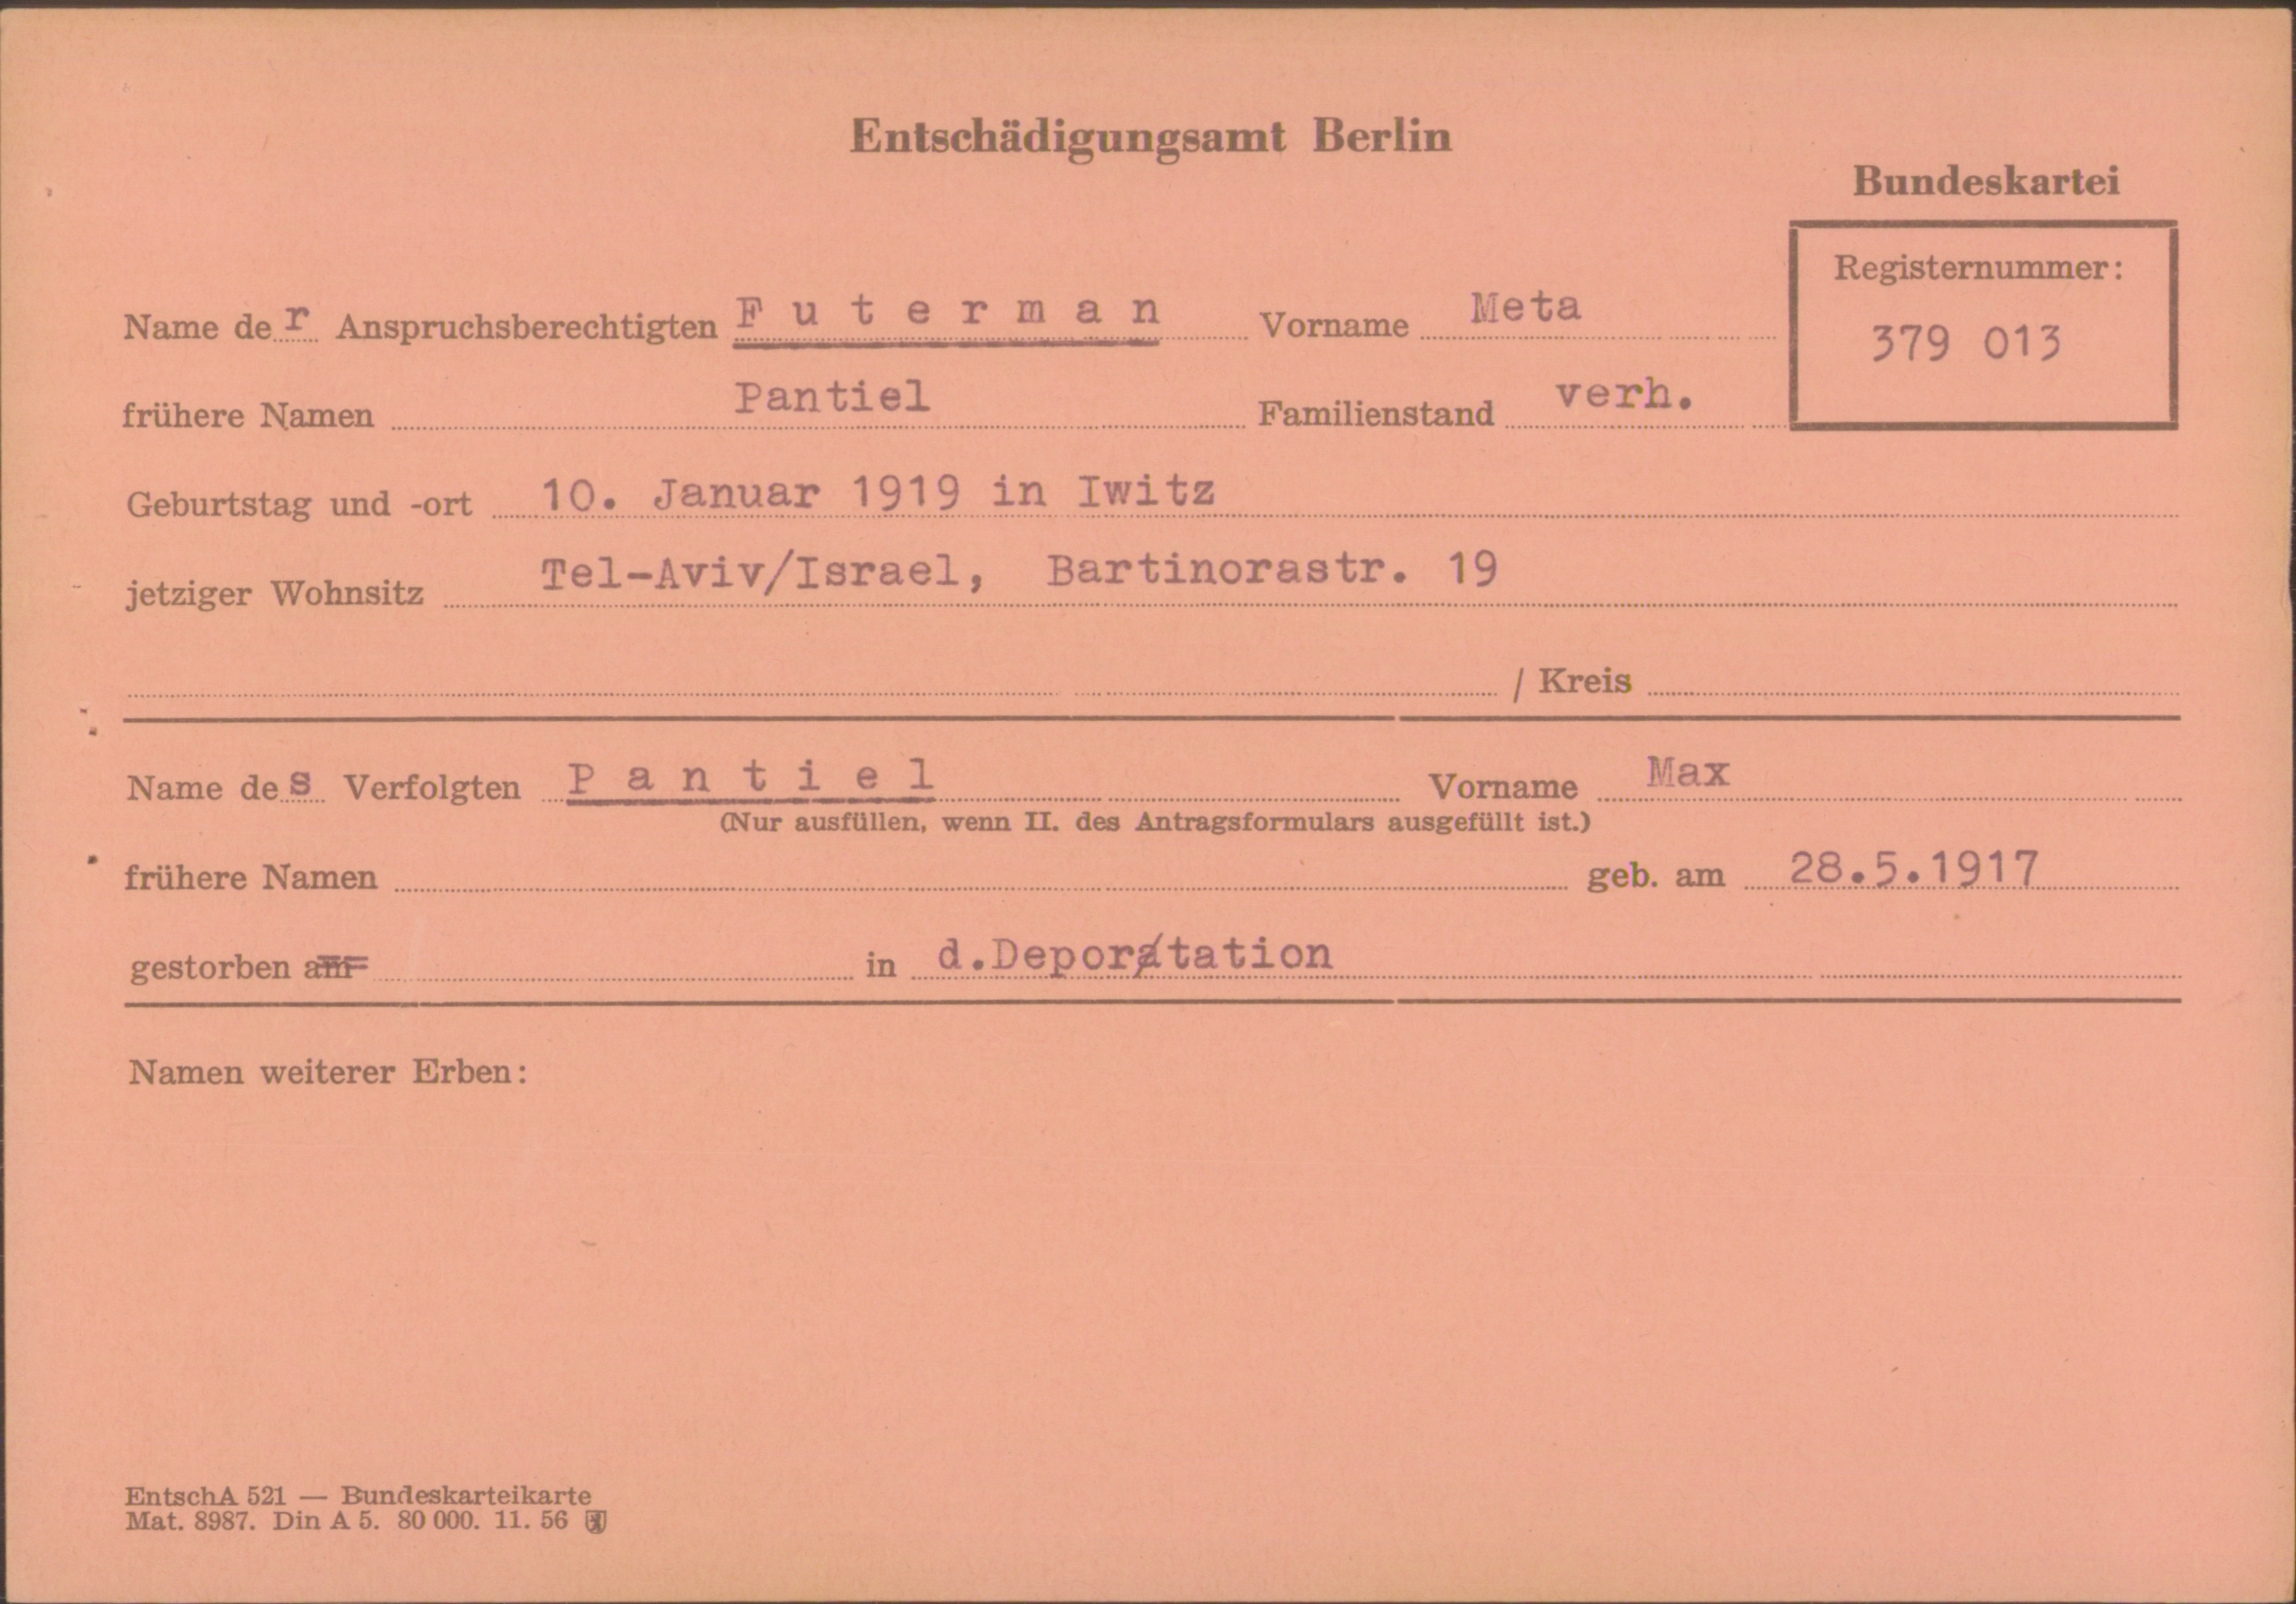 Entschädigungsamt Berlin
Bundeskartei
Registernummer:
379 013
Name der Anspruchsberechtigten Futerman Vorname Meta
frühere Namen Pantiel Familienstand verh.
Geburtstag und -ort 10. Januar 1919 in Iwitz
jetziger Wohnsitz Tel-Aviv/Israel, Bartinorastr. 19
/ Kreis
Name des Verfolgten Pantiel Vorname Max
(Nur ausfüllen, wenn II. des Antragsformulars ausgefüllt ist.)
frühere Namen geb. am 28.5.1917
gestorben am in d.Deporatation
Namen weiterer Erben:
EntschA 521 — Bundeskarteikarte
Mat. 8987. Din A 5. 80 000. 11. 56